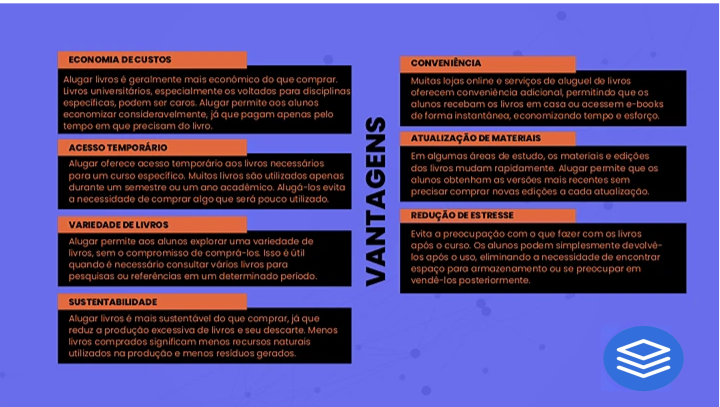 ECONOMIA DE CUSTOS
Alugar livros é geralmente mais econômico do que comprar.
Livros universitários, especialmente os voltados para disciplinas
específicas, podem ser caros. Alugar permite aos alunos
economizar consideravelmente, já que pagam apenas pelo
tempo em que precisam do livro.
ACESSO TEMPORÁRIO
Alugar oferece acesso temporário aos livros necessários
para um curso específico. Muitos livros são utilizados apenas
durante um semestre ou um ano acadêmico. Alugá-los evita
a necessidade de comprar algo que será pouco utilizado.
VARIEDADE DE LIVROS
Alugar permite aos alunos explorar uma variedade de
livros, sem o compromisso de comprá-los. Isso é útil
quando é necessário consultar vários livros para
pesquisas ou referências em um determinado período.
SUSTENTABILIDADE
Alugar livros é mais sustentável do que comprar, já que
reduz a produção excessiva de livros e seu descarte. Menos
livros comprados significam menos recursos naturais
utilizados na produção e menos resíduos gerados.
VANTAGENS
CONVENIÊNCIA
Muitas lojas online e serviços de aluguel de livros
oferecem conveniência adicional, permitindo que os
alunos recebam os livros em casa ou acessem e-books
de forma instantânea, economizando tempo e esforço.
ATUALIZAÇÃO DE MATERIAIS
Em algumas áreas de estudo, os materiais e edições
dos livros mudam rapidamente. Alugar permite que os
alunos obtenham as versões mais recentes sem
precisar comprar novas edições a cada atualização.
REDUÇÃO DE ESTRESSE
Evita a preocupação com o que fazer com os livros
após o curso. Os alunos podem simplesmente devolvê-
los após o uso, eliminando a necessidade de encontrar
espaço para armazenamento ou se preocupar em
vendê-los posteriormente.